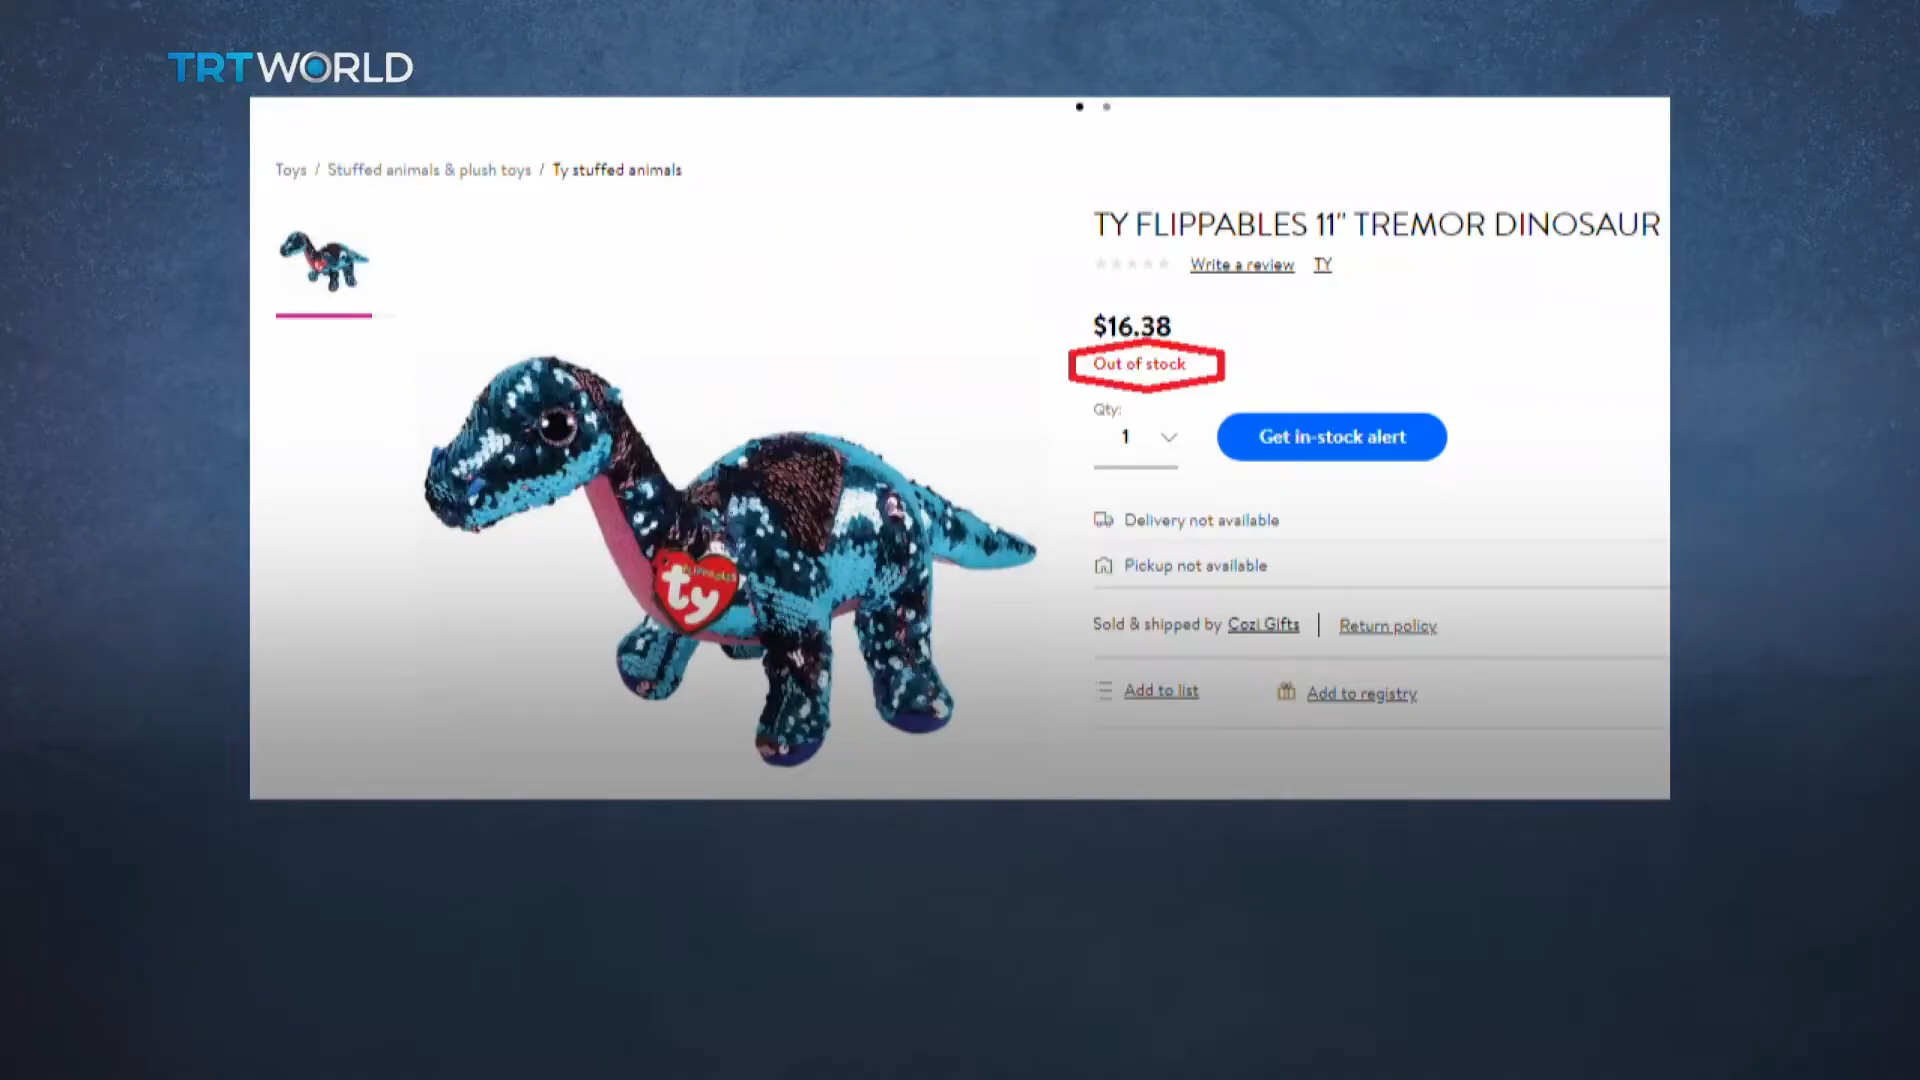 TRT WORLD
Toys / Stuffed animals & plush toys / Ty stuffed animals
TY FLIPPABLES 11" TREMOR DINOSAUR
Write a review TY
$16.38
Out of stock
Qty:
1
Get in-stock alert
Delivery not available
Pickup not available
Sold & shipped by Cozi Gifts | Return policy
Add to list
Add to registry
ty